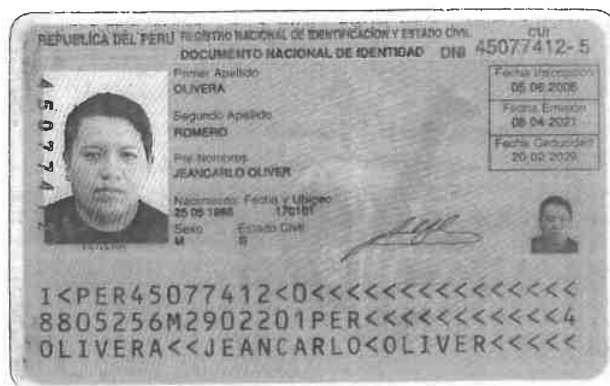 REPUBLICA DEL PERU REGISTRO NACIONAL DE IDENTIFICACION Y ESTADO CIVIL
DOCUMENTO NACIONAL DE IDENTIDAD DNI
CUI
45077412-5
Primer Apellido
OLIVERA
Segundo Apellido
ROMERO
Pre Nombres
JEANCARLO OLIVER
Nacimiento: Fecha y Ubigeo
25 05 1988 170101
Sexo Estado Civil
M S
Fecha Inscripción
05 06 2006
Fecha Emisión
08 04 2021
Fecha Caducidad
20 02 2029
I<PER45077412<0<<<<<<<<<<<<<<<
8805256M2902201PER<<<<<<<<<<<4
OLIVERA<<JEANCARLO<OLIVER<<<<<